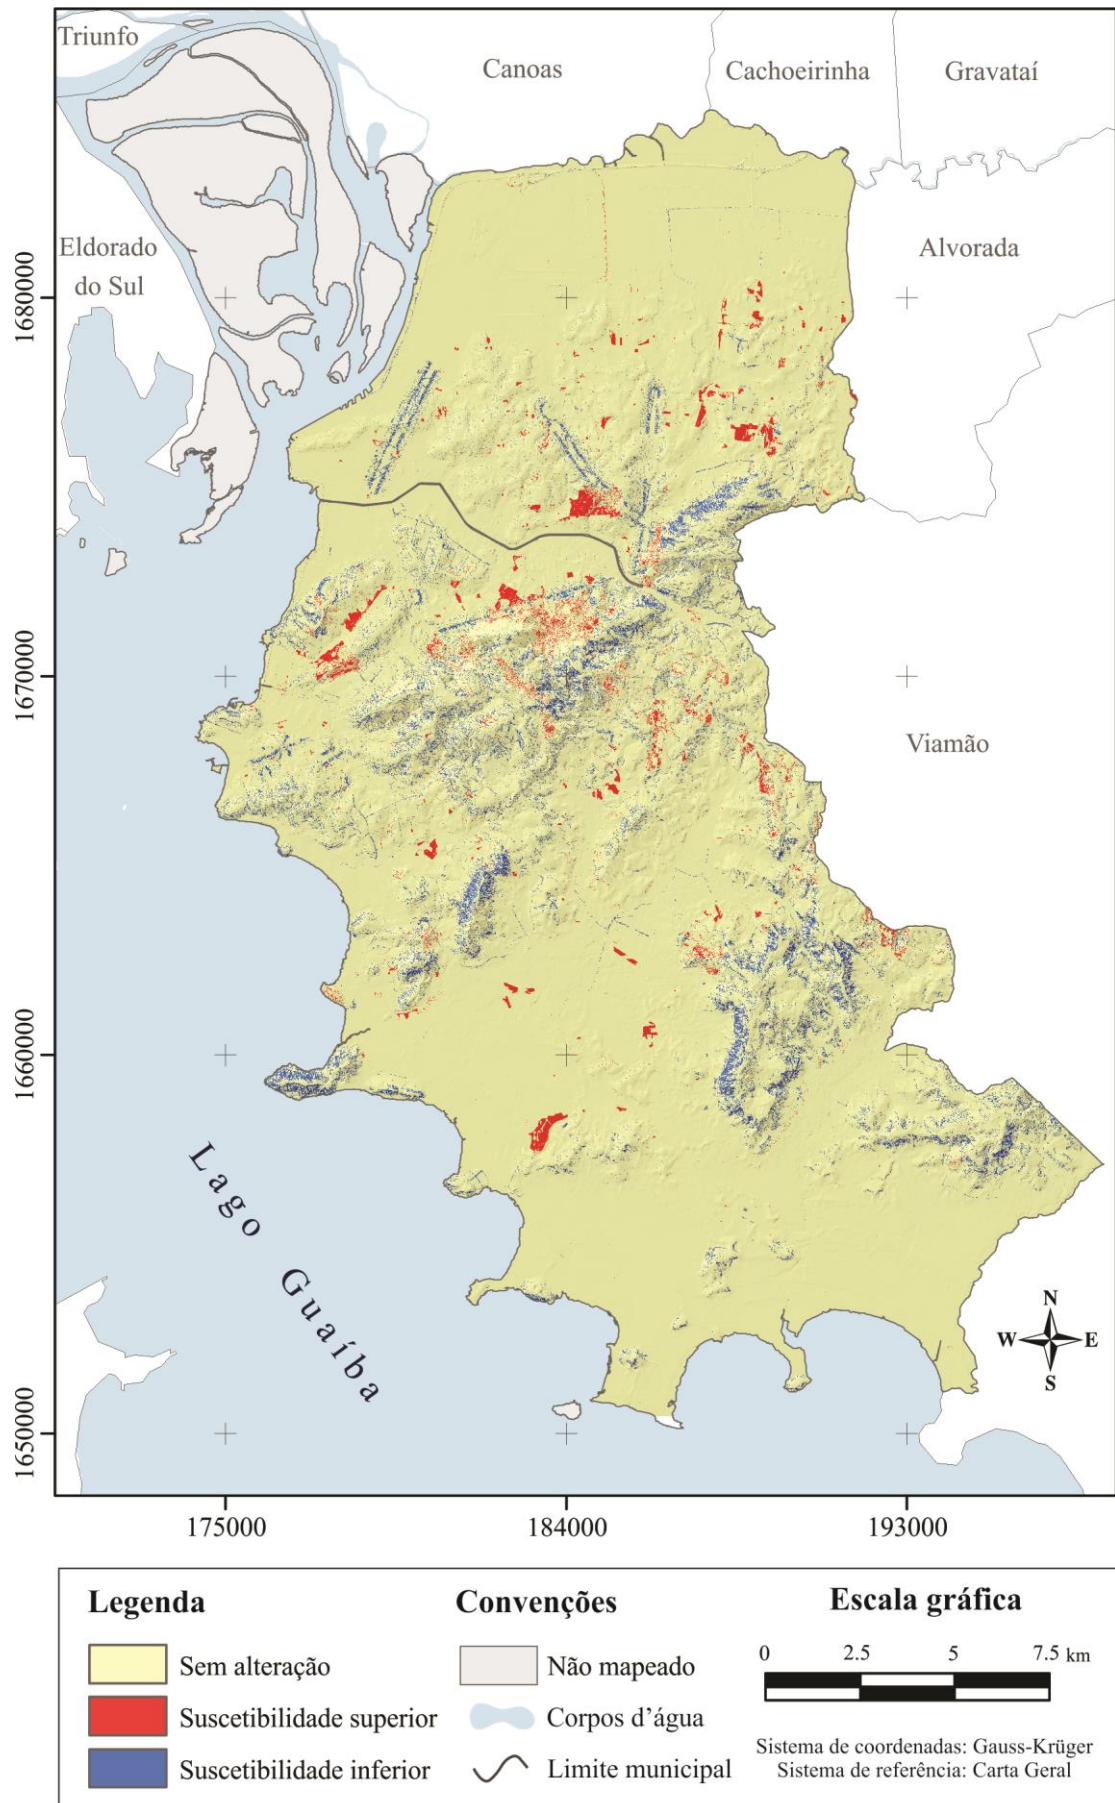 Triunfo
Canoas
Cachoeirinha
Gravataí
Eldorado
do Sul
Alvorada
Viamão
Lago Guaíba
1680000
1670000
1660000
1650000
175000
184000
193000
N
W
E
S
Legenda
Sem alteração
Suscetibilidade superior
Suscetibilidade inferior
Convenções
Não mapeado
Corpos d'água
Limite municipal
Escala gráfica
0 2.5 5 7.5 km
Sistema de coordenadas: Gauss-Krüger
Sistema de referência: Carta Geral